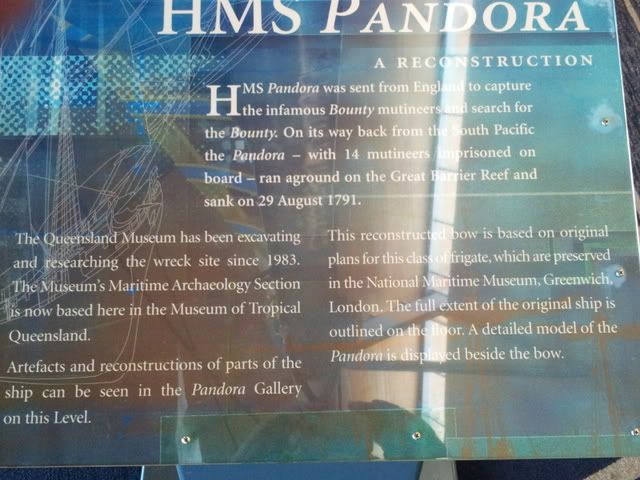 HMS PANDORA
A RECONSTRUCTION
HMS Pandora was sent from England to capture
the infamous Bounty mutineers and search for
the Bounty. On its way back from the South Pacific
the Pandora – with 14 mutineers imprisoned on
board – ran aground on the Great Barrier Reef and
sank on 29 August 1791.
The Queensland Museum has been excavating
and researching the wreck site since 1983.
The Museum's Maritime Archaeology Section
is now based here in the Museum of Tropical
Queensland.
Artefacts and reconstructions of parts of the
ship can be seen in the Pandora Gallery
on this Level.
This reconstructed bow is based on original
plans for this class of frigate, which are preserved
in the National Maritime Museum, Greenwich,
London. The full extent of the original ship is
outlined on the floor. A detailed model of the
Pandora is displayed beside the bow.